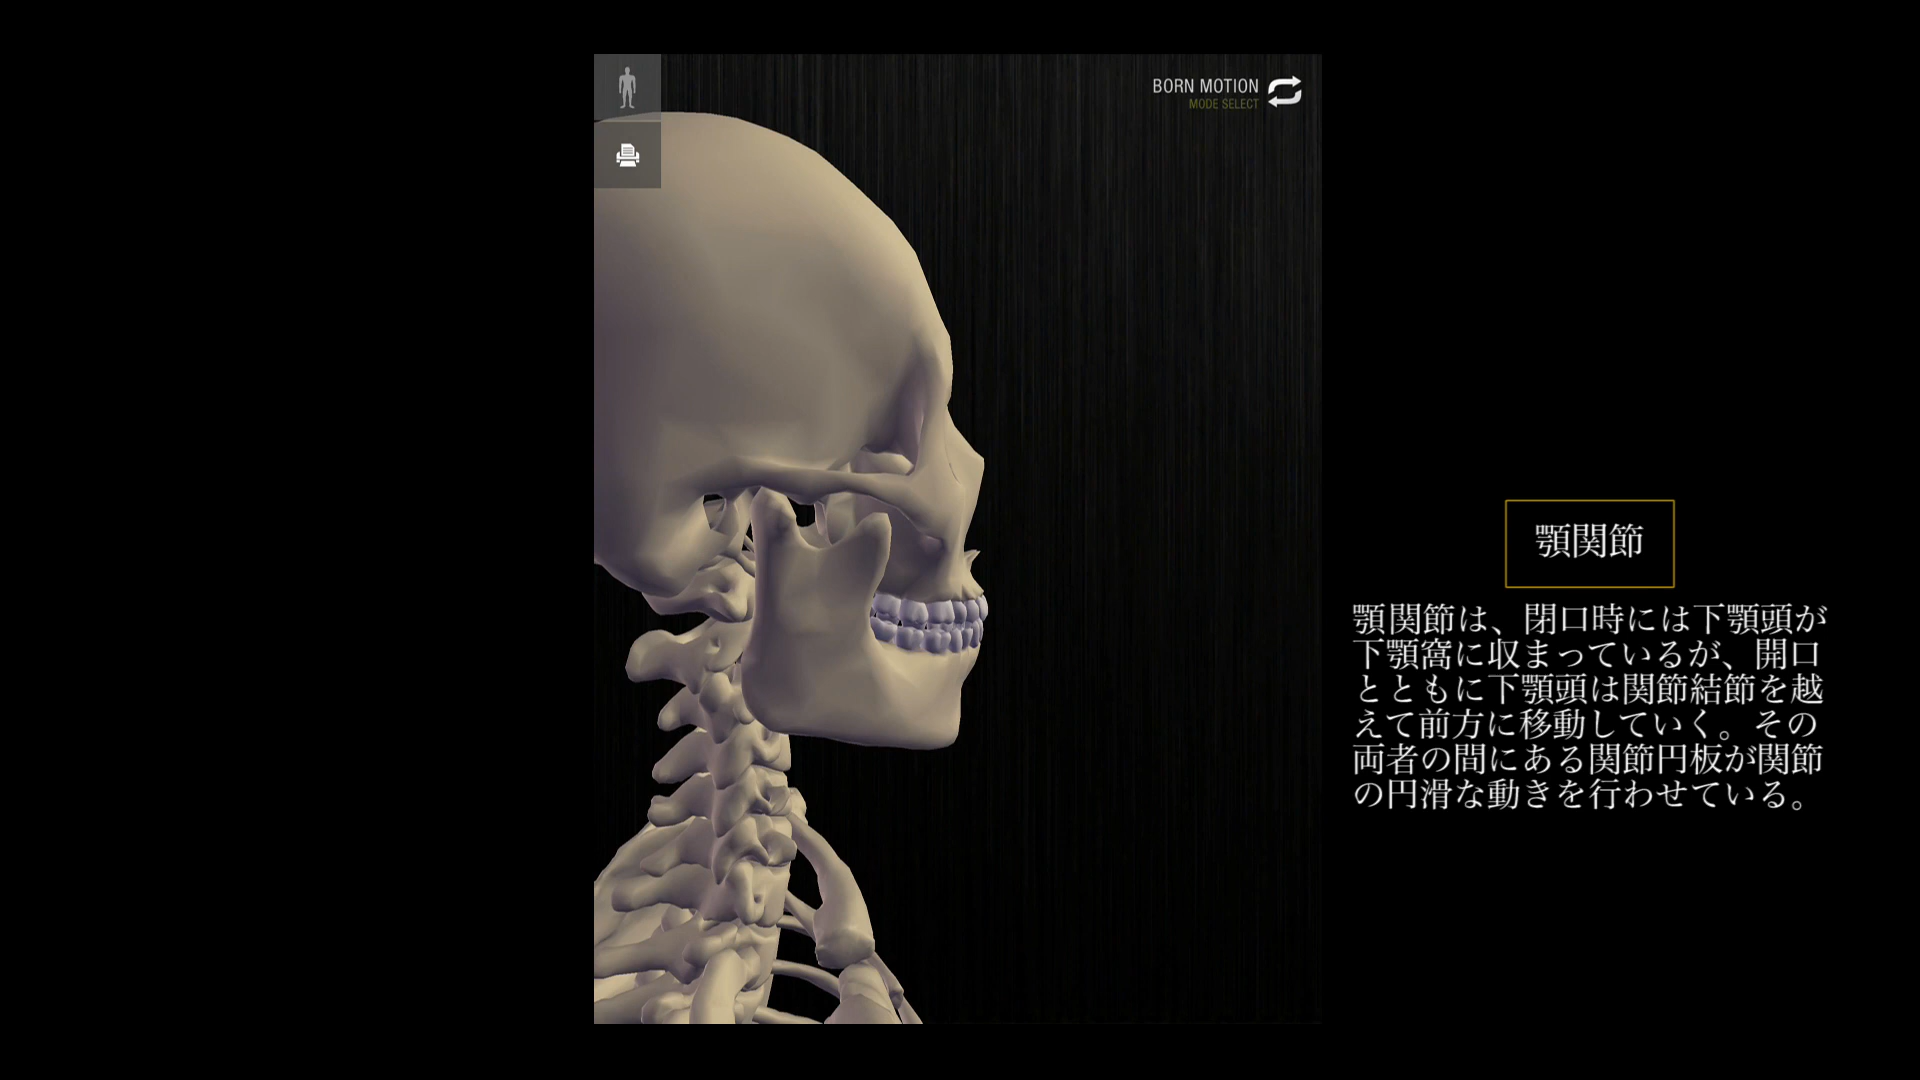 BORN MOTION
MODE SELECT
顎関節
顎関節は、閉口時には下顎頭が
下顎窩に収まっているが、開口
とともに下顎頭は関節結節を越
えて前方に移動していく。その
両者の間にある関節円板が関節
の円滑な動きを行わせている。